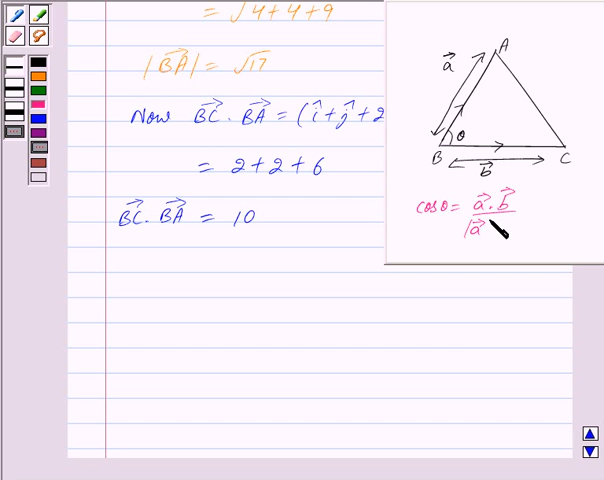 = √4+4+9
|BA⃗| = √17
Now BC⃗ . BA⃗ = (î+ĵ+2
= 2+2+6
BC⃗ . BA⃗ = 10
A
a⃗
θ
B
C
b⃗
cosθ = a⃗ . b⃗
|a⃗